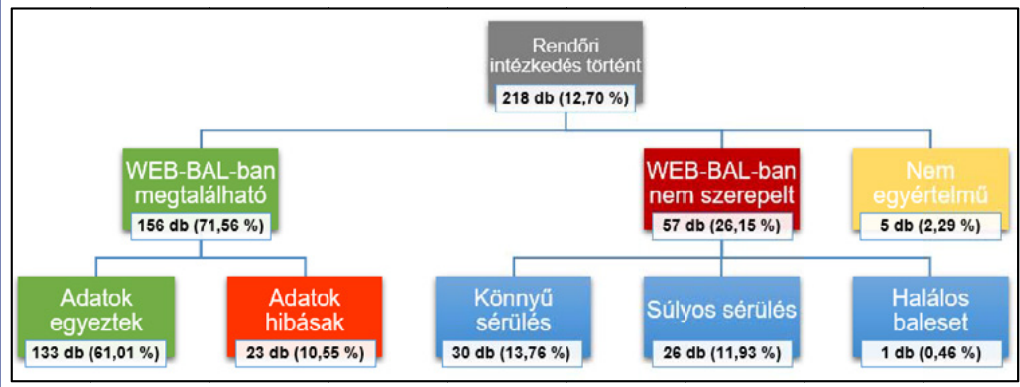 Rendőri
intézkedés történt
218 db (12,70 %)
WEB-BAL-ban
megtalálható
156 db (71,56 %)
WEB-BAL-ban
nem szerepelt
57 db (26,15 %)
Nem
egyértelmű
5 db (2,29 %)
Adatok
egyeztek
133 db (61,01 %)
Adatok
hibásak
23 db (10,55 %)
Könnyű
sérülés
30 db (13,76 %)
Súlyos sérülés
26 db (11,93 %)
Halálos
baleset
1 db (0,46 %)